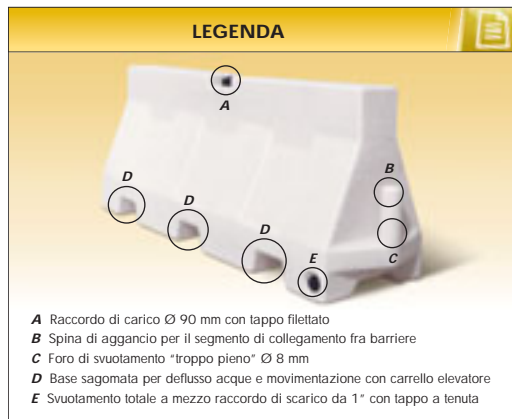 LEGENDA
A
B
D
D
D
E
C
A Raccordo di carico Ø 90 mm con tappo filettato
B Spina di aggancio per il segmento di collegamento fra barriere
C Foro di svuotamento "troppo pieno" Ø 8 mm
D Base sagomata per deflusso acque e movimentazione con carrello elevatore
E Svuotamento totale a mezzo raccordo di scarico da 1" con tappo a tenuta